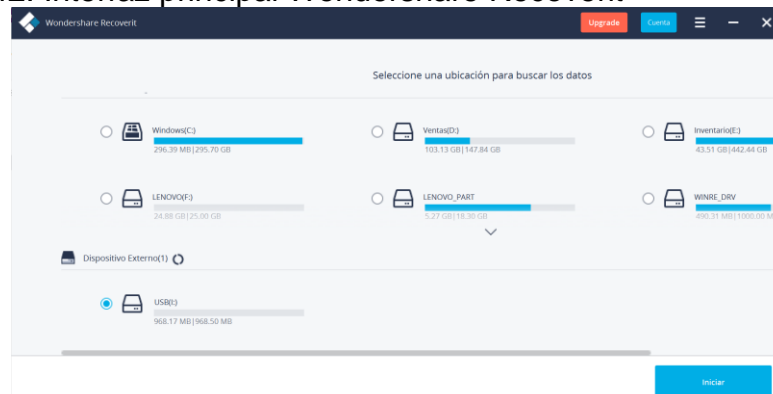 Wondershare Recoverit
Upgrade
Cuenta
Seleccione una ubicación para buscar los datos
Windows(C:)
296.39 MB|295.70 GB
Ventas(D:)
103.13 GB|147.84 GB
Inventario(E:)
43.51 GB|442.44 GB
LENOVO(F:)
24.88 GB|25.00 GB
LENOVO_PART
5.27 GB|18.30 GB
WINRE_DRV
490.31 MB|1000.00 M
Dispositivo Externo(1)
USB(I:)
968.17 MB|968.50 MB
Iniciar